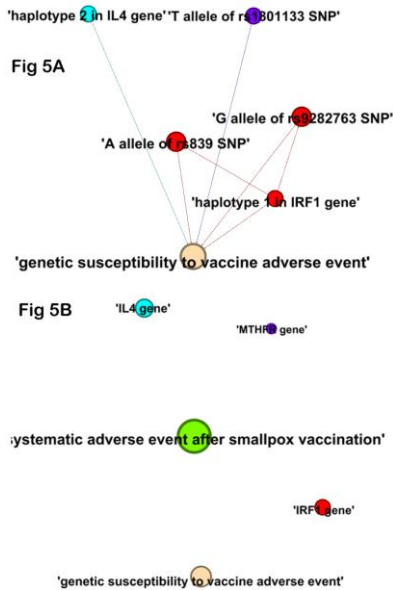 'haplotype 2 in IL4 gene' 'T allele of rs1801133 SNP'
Fig 5A
'G allele of rs9282763 SNP'
'A allele of rs839 SNP'
'haplotype 1 in IRF1 gene'
'genetic susceptibility to vaccine adverse event'
Fig 5B
'IL4 gene'
'MTHFR gene'
systematic adverse event after smallpox vaccination'
'IRF1 gene'
'genetic susceptibility to vaccine adverse event'